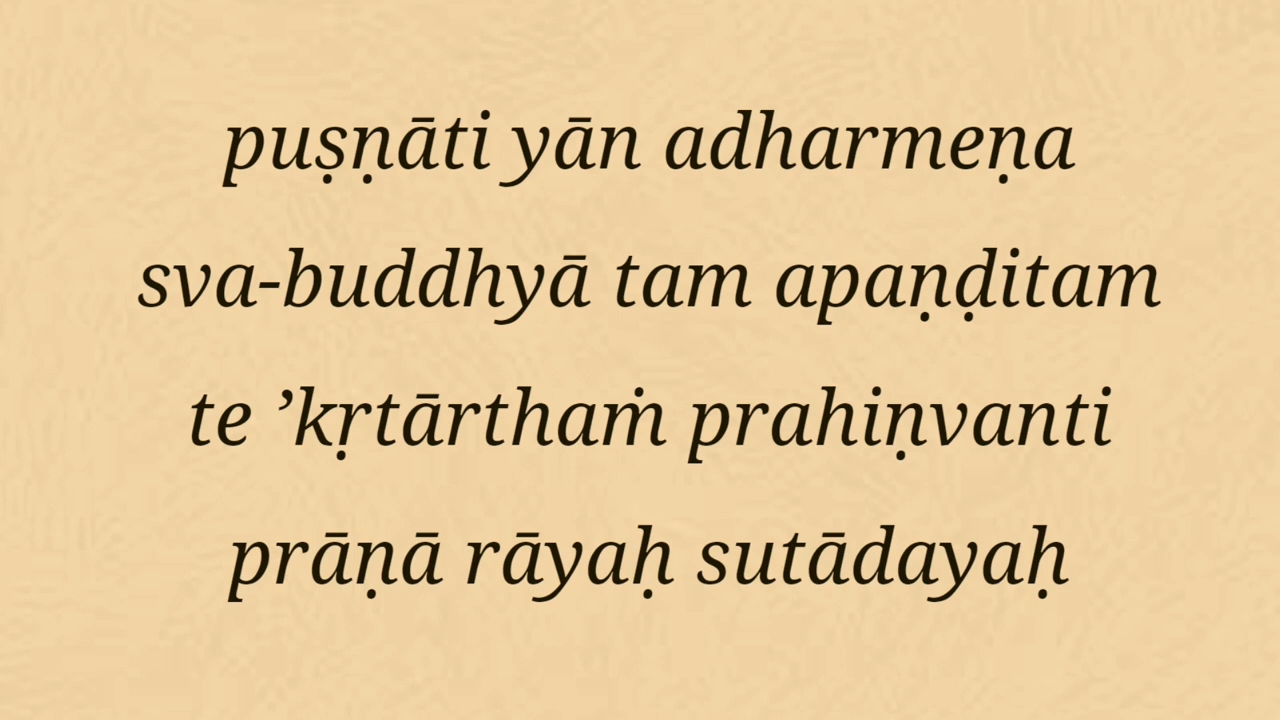 puṣṇāti yān adharmeṇa
sva-buddhyā tam apaṇḍitam
te ’kṛtārthaṁ prahiṇvanti
prāṇā rāyaḥ sutādayaḥ